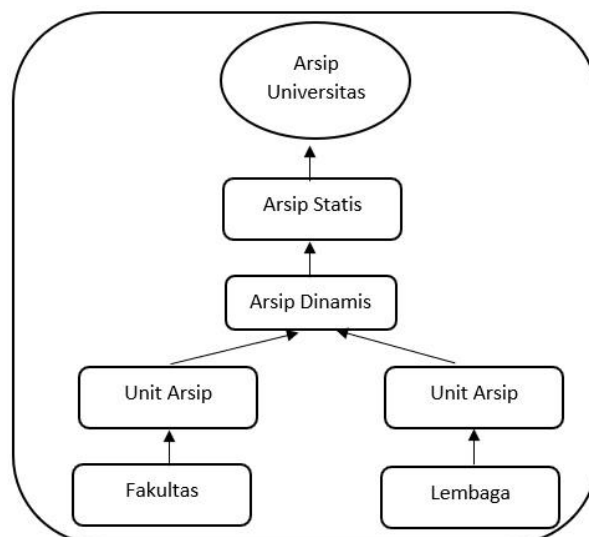 Arsip
Universitas
Arsip Statis
Arsip Dinamis
Unit Arsip
Unit Arsip
Fakultas
Lembaga